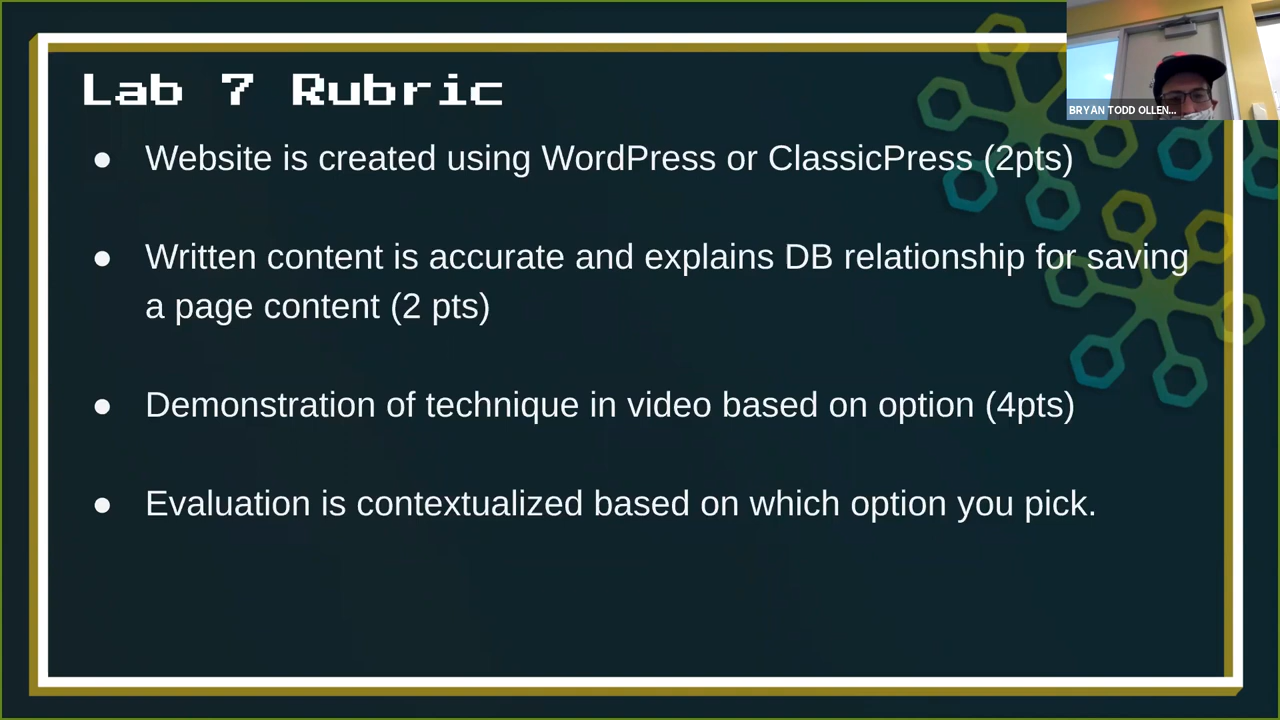 Lab 7 Rubric
BRYAN TODD OLLEN...
● Website is created using WordPress or ClassicPress (2pts)
● Written content is accurate and explains DB relationship for saving
a page content (2 pts)
● Demonstration of technique in video based on option (4pts)
● Evaluation is contextualized based on which option you pick.